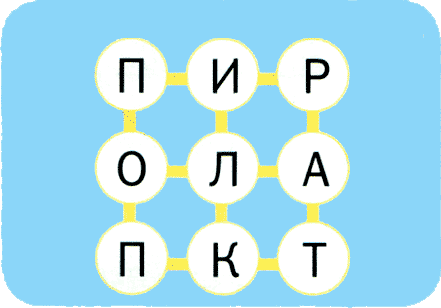 П И Р
О Л А
П К Т